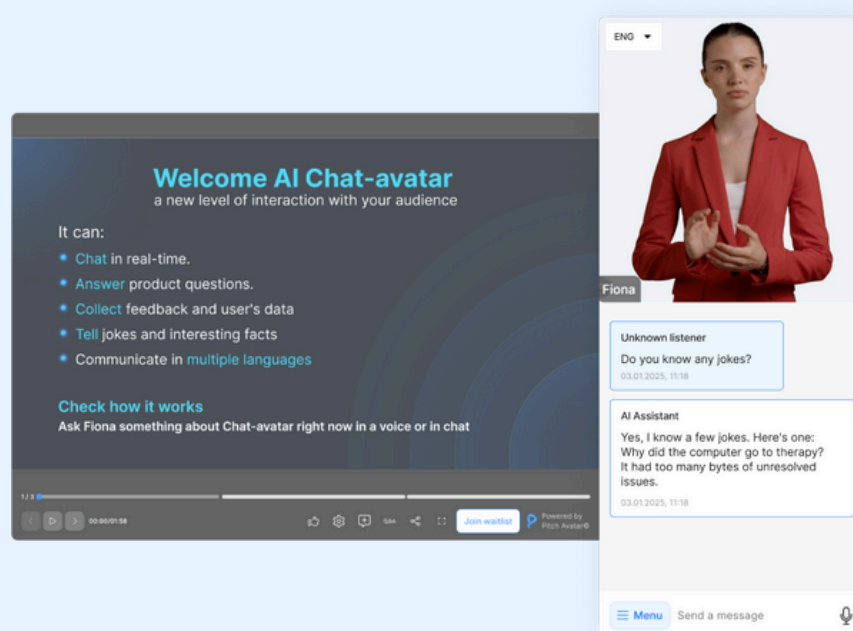 Welcome AI Chat-avatar
a new level of interaction with your audience
It can:
Chat in real-time.
Answer product questions.
Collect feedback and user's data
Tell jokes and interesting facts
Communicate in multiple languages
Check how it works
Ask Fiona something about Chat-avatar right now in a voice or in chat
1 / 3
00:00/01:58
Q&A
Join waitlist
Powered by
Pitch Avatar©
ENG
Fiona
Unknown listener
Do you know any jokes?
03.01.2025, 11:18
AI Assistant
Yes, I know a few jokes. Here's one:
Why did the computer go to therapy?
It had too many bytes of unresolved
issues.
03.01.2025, 11:18
Menu
Send a message